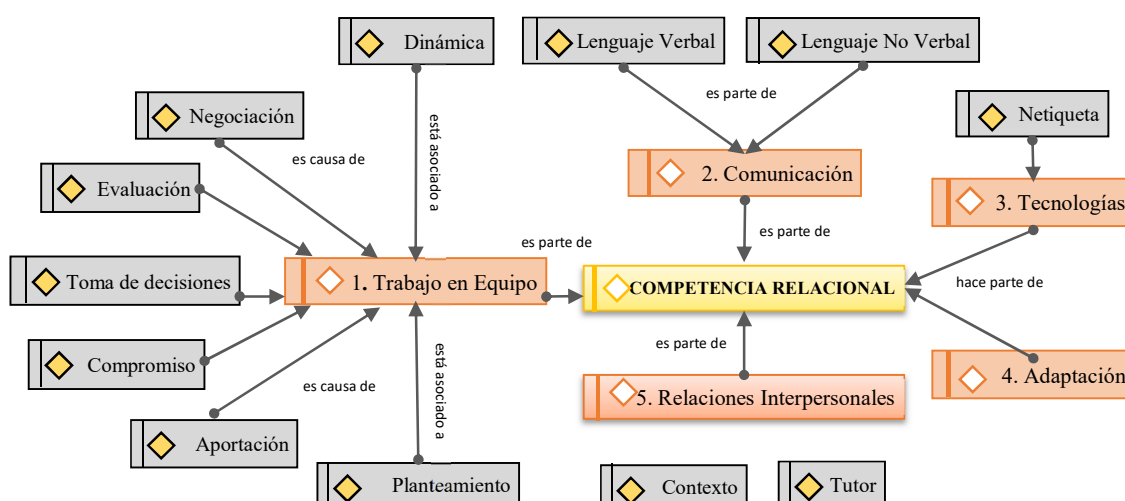 Dinámica
Lenguaje Verbal
Lenguaje No Verbal
es parte de
Negociación
Netiqueta
es causa de
está asociado a
Evaluación
2. Comunicación
3. Tecnologías
es parte de
es parte de
Toma de decisiones
1. Trabajo en Equipo
COMPETENCIA RELACIONAL
hace parte de
Compromiso
es causa de
está asociado a
es parte de
4. Adaptación
5. Relaciones Interpersonales
Aportación
Planteamiento
Contexto
Tutor